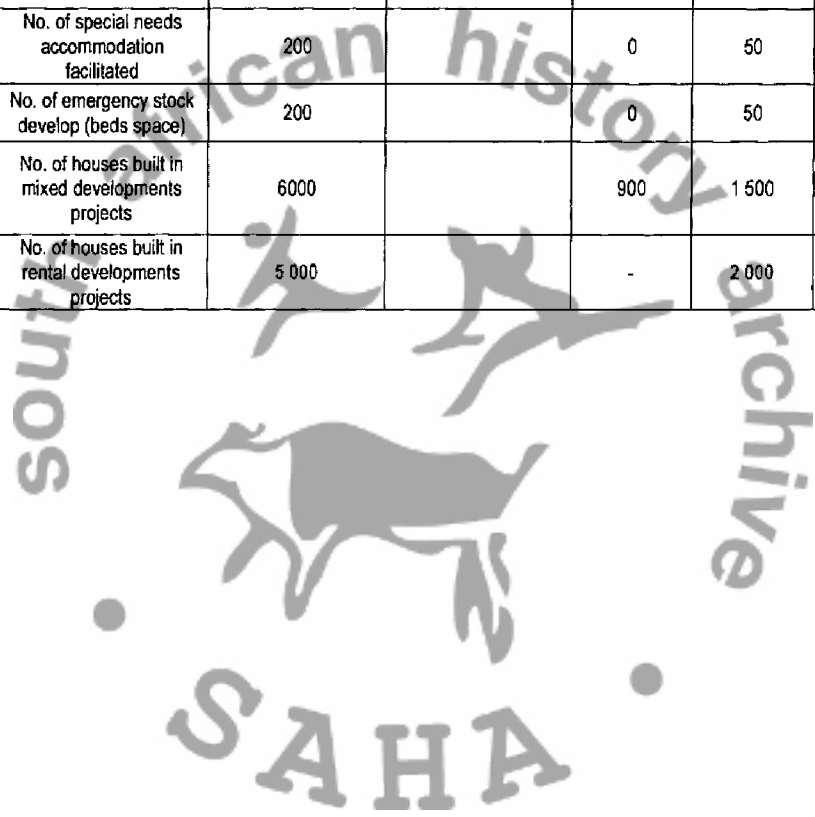 No. of special needs
accommodation
facilitated
200
0
50
No. of emergency stock
develop (beds space)
200
0
50
No. of houses built in
mixed developments
projects
6000
900
1 500
No. of houses built in
rental developments
projects
5 000
-
2 000
south african history archive
SAHA